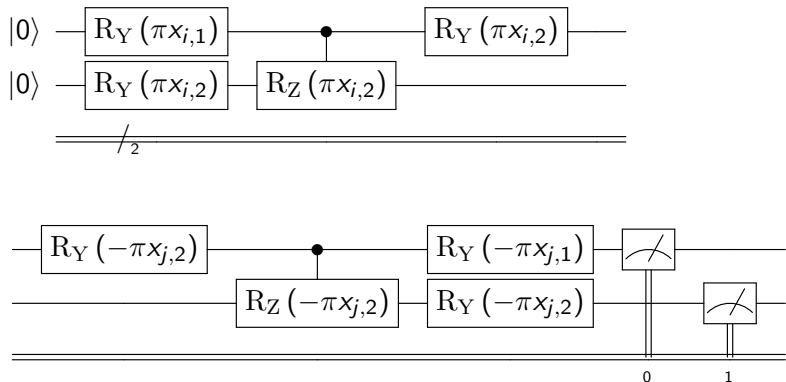 |0⟩ R_Y (πx_{i,1}) R_Y (πx_{i,2})
|0⟩ R_Y (πx_{i,2}) R_Z (πx_{i,2})
2
R_Y (−πx_{j,2}) R_Y (−πx_{j,1})
R_Z (−πx_{j,2}) R_Y (−πx_{j,2})
0 1